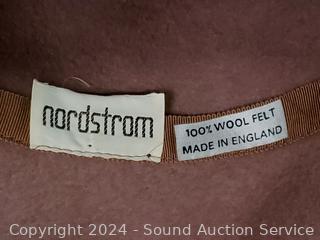 nordstrom
100% WOOL FELT
MADE IN ENGLAND
Copyright 2024 - Sound Auction Service